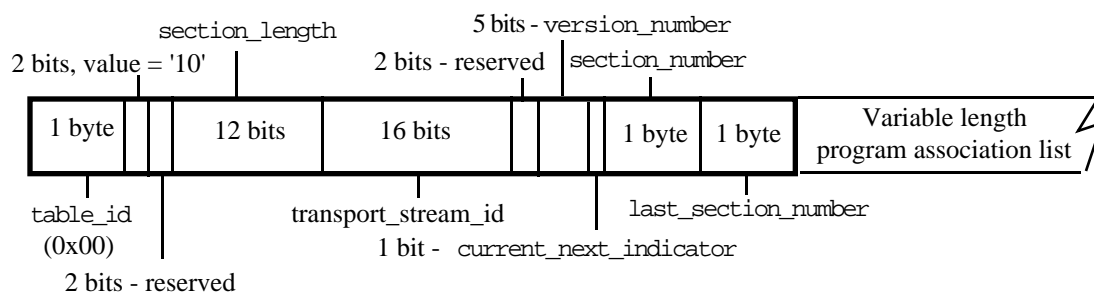 5 bits - version_number
section_length
2 bits, value = '10'
2 bits - reserved
section_number
1 byte
12 bits
16 bits
1 byte
1 byte
Variable length
program association list
table_id
(0x00)
transport_stream_id
last_section_number
1 bit - current_next_indicator
2 bits - reserved